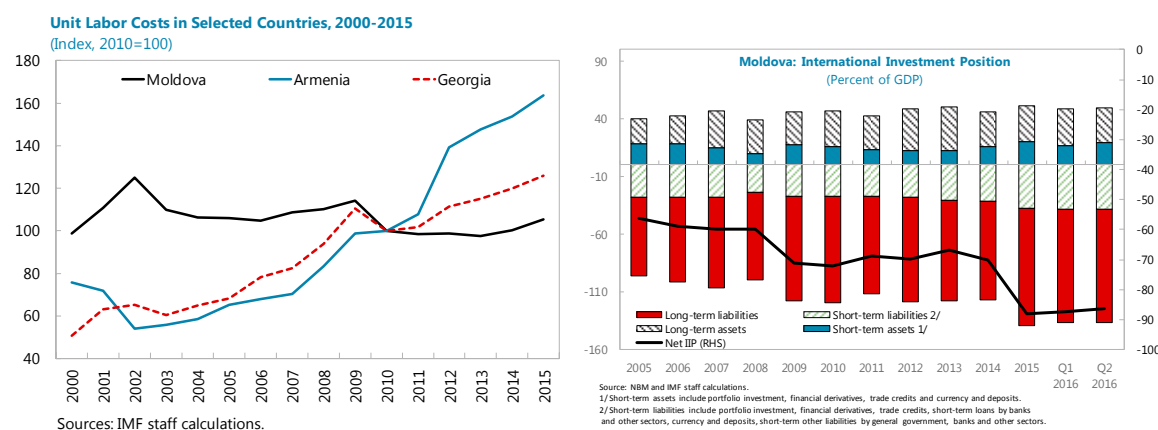 Unit Labor Costs in Selected Countries, 2000-2015
(Index, 2010=100)
180
160
140
120
100
80
60
40
Moldova
Armenia
Georgia
2000 2001 2002 2003 2004 2005 2006 2007 2008 2009 2010 2011 2012 2013 2014 2015
Sources: IMF staff calculations.
Moldova: International Investment Position
(Percent of GDP)
90
40
-10
-60
-110
-160
0
-10
-20
-30
-40
-50
-60
-70
-80
-90
-100
Long-term liabilities
Short-term liabilities 2/
Long-term assets
Short-term assets 1/
Net IIP (RHS)
2005 2006 2007 2008 2009 2010 2011 2012 2013 2014 2015 Q1 Q2
2016 2016
Source: NBM and IMF staff calculations.
1/ Short-term assets include portfolio investment, financial derivatives, trade credits and currency and deposits.
2/ Short-term liabilities include portfolio investment, financial derivatives, trade credits, short-term loans by banks
and other sectors, currency and deposits, short-term other liabilities by general government, banks and other sectors.